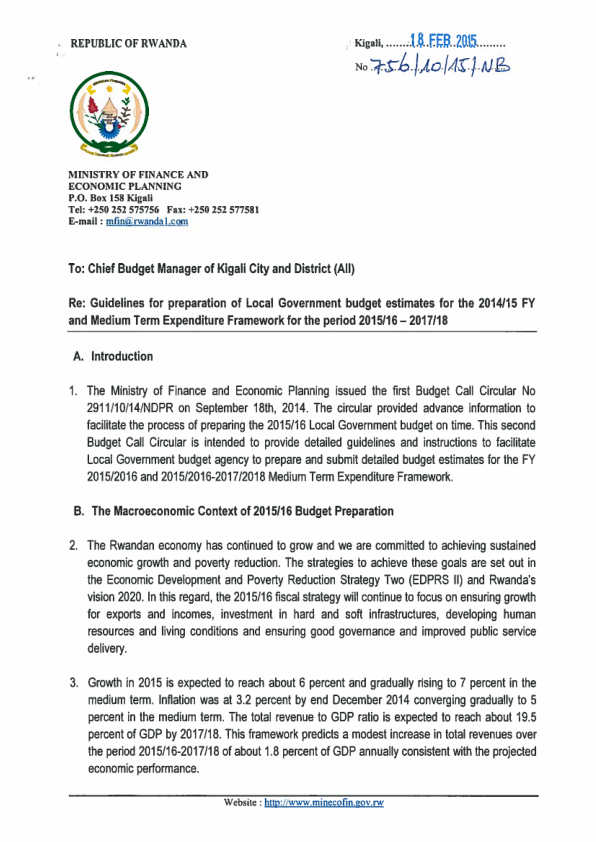 REPUBLIC OF RWANDA
Kigali, ........18 FEB 2015.........
No 756/10/15/NB
MINISTRY OF FINANCE AND
ECONOMIC PLANNING
P.O. Box 158 Kigali
Tel: +250 252 575756 Fax: +250 252 577581
E-mail : mfin@rwanda1.com
To: Chief Budget Manager of Kigali City and District (All)
Re: Guidelines for preparation of Local Government budget estimates for the 2014/15 FY
and Medium Term Expenditure Framework for the period 2015/16 – 2017/18
A. Introduction
1. The Ministry of Finance and Economic Planning issued the first Budget Call Circular No
2911/10/14/NDPR on September 18th, 2014. The circular provided advance information to
facilitate the process of preparing the 2015/16 Local Government budget on time. This second
Budget Call Circular is intended to provide detailed guidelines and instructions to facilitate
Local Government budget agency to prepare and submit detailed budget estimates for the FY
2015/2016 and 2015/2016-2017/2018 Medium Term Expenditure Framework.
B. The Macroeconomic Context of 2015/16 Budget Preparation
2. The Rwandan economy has continued to grow and we are committed to achieving sustained
economic growth and poverty reduction. The strategies to achieve these goals are set out in
the Economic Development and Poverty Reduction Strategy Two (EDPRS II) and Rwanda's
vision 2020. In this regard, the 2015/16 fiscal strategy will continue to focus on ensuring growth
for exports and incomes, investment in hard and soft infrastructures, developing human
resources and living conditions and ensuring good governance and improved public service
delivery.
3. Growth in 2015 is expected to reach about 6 percent and gradually rising to 7 percent in the
medium term. Inflation was at 3.2 percent by end December 2014 converging gradually to 5
percent in the medium term. The total revenue to GDP ratio is expected to reach about 19.5
percent of GDP by 2017/18. This framework predicts a modest increase in total revenues over
the period 2015/16-2017/18 of about 1.8 percent of GDP annually consistent with the projected
economic performance.
Website : http://www.minecofin.gov.rw